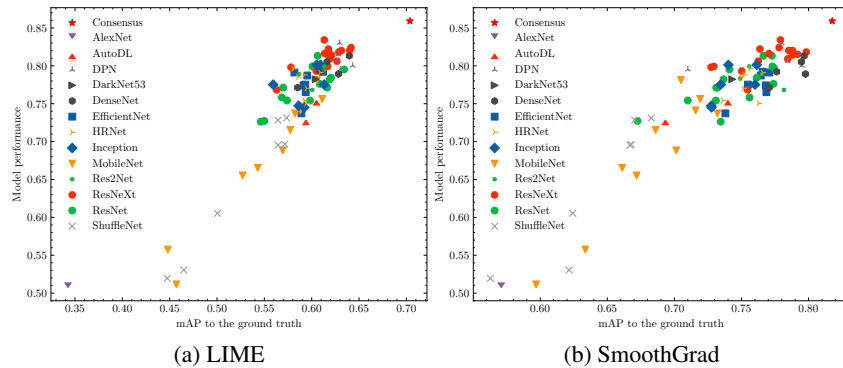 Model performance
0.85
0.80
0.75
0.70
0.65
0.60
0.55
0.50
Consensus
AlexNet
AutoDL
DPN
DarkNet53
DenseNet
EfficientNet
HRNet
Inception
MobileNet
Res2Net
ResNeXt
ResNet
ShuffleNet
0.35 0.40 0.45 0.50 0.55 0.60 0.65 0.70
mAP to the ground truth
(a) LIME
Model performance
0.85
0.80
0.75
0.70
0.65
0.60
0.55
0.50
Consensus
AlexNet
AutoDL
DPN
DarkNet53
DenseNet
EfficientNet
HRNet
Inception
MobileNet
Res2Net
ResNeXt
ResNet
ShuffleNet
0.60 0.65 0.70 0.75 0.80
mAP to the ground truth
(b) SmoothGrad